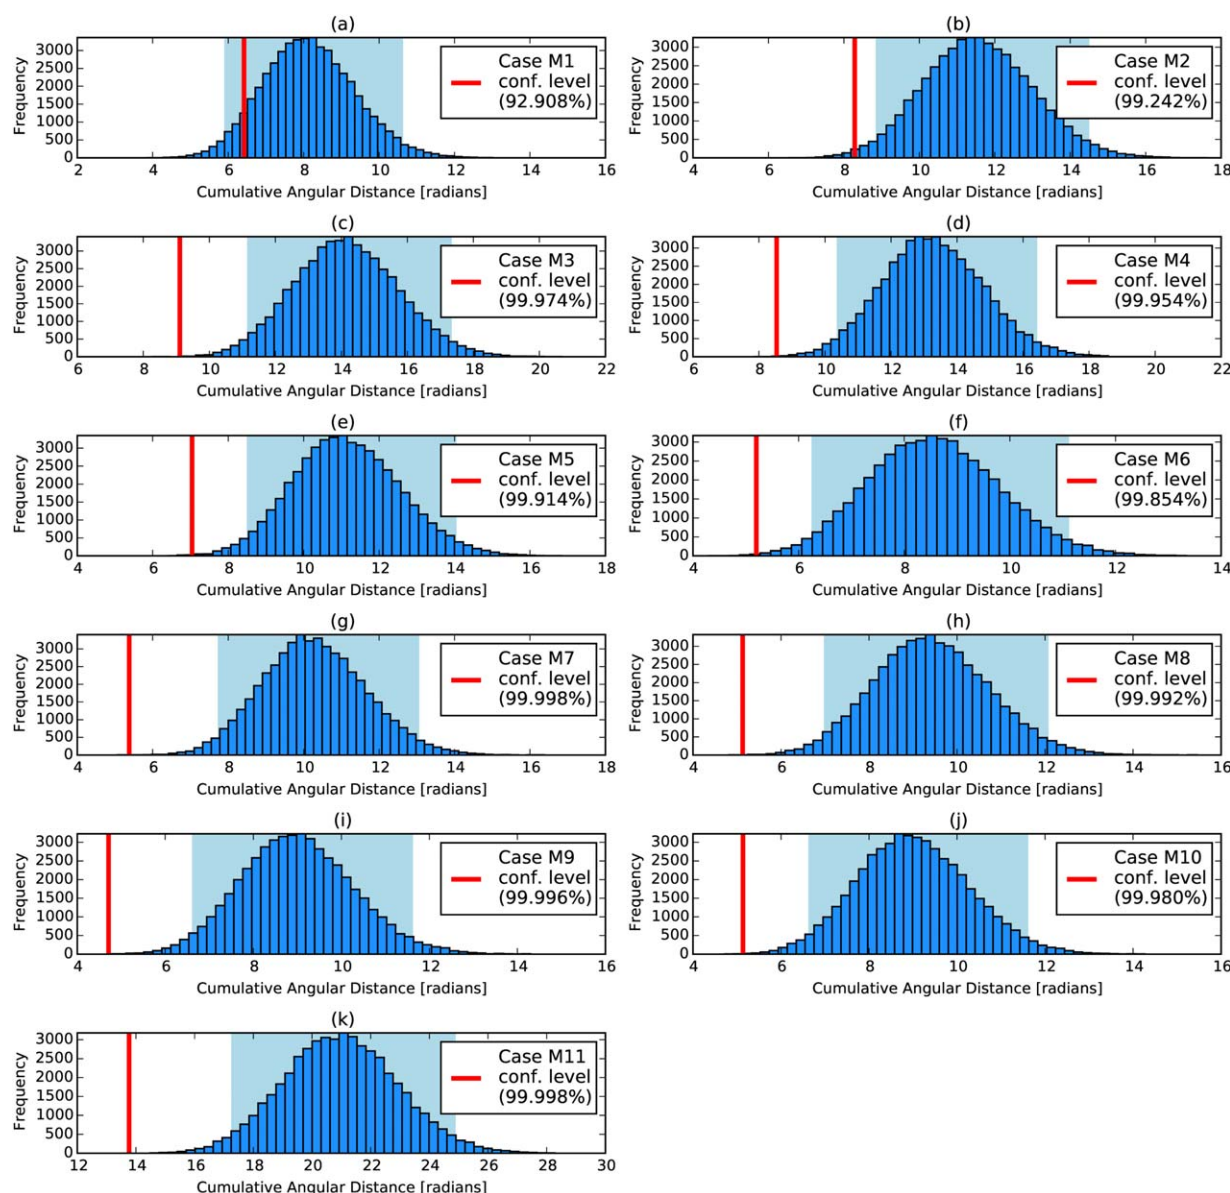 (a)
3000
2500
2000
1500
1000
500
0
Frequency
Case M1
conf. level
(92.908%)
2 4 6 8 10 12 14 16
Cumulative Angular Distance [radians]
(b)
3000
2500
2000
1500
1000
500
0
Frequency
Case M2
conf. level
(99.242%)
4 6 8 10 12 14 16 18
Cumulative Angular Distance [radians]
(c)
3000
2500
2000
1500
1000
500
0
Frequency
Case M3
conf. level
(99.974%)
6 8 10 12 14 16 18 20 22
Cumulative Angular Distance [radians]
(d)
3000
2500
2000
1500
1000
500
0
Frequency
Case M4
conf. level
(99.954%)
6 8 10 12 14 16 18 20 22
Cumulative Angular Distance [radians]
(e)
3000
2500
2000
1500
1000
500
0
Frequency
Case M5
conf. level
(99.914%)
4 6 8 10 12 14 16 18
Cumulative Angular Distance [radians]
(f)
3000
2500
2000
1500
1000
500
0
Frequency
Case M6
conf. level
(99.854%)
4 6 8 10 12 14
Cumulative Angular Distance [radians]
(g)
3000
2500
2000
1500
1000
500
0
Frequency
Case M7
conf. level
(99.998%)
4 6 8 10 12 14 16 18
Cumulative Angular Distance [radians]
(h)
3000
2500
2000
1500
1000
500
0
Frequency
Case M8
conf. level
(99.992%)
4 6 8 10 12 14 16
Cumulative Angular Distance [radians]
(i)
3000
2500
2000
1500
1000
500
0
Frequency
Case M9
conf. level
(99.996%)
4 6 8 10 12 14 16
Cumulative Angular Distance [radians]
(j)
3000
2500
2000
1500
1000
500
0
Frequency
Case M10
conf. level
(99.980%)
4 6 8 10 12 14 16
Cumulative Angular Distance [radians]
(k)
3000
2500
2000
1500
1000
500
0
Frequency
Case M11
conf. level
(99.998%)
12 14 16 18 20 22 24 26 28 30
Cumulative Angular Distance [radians]